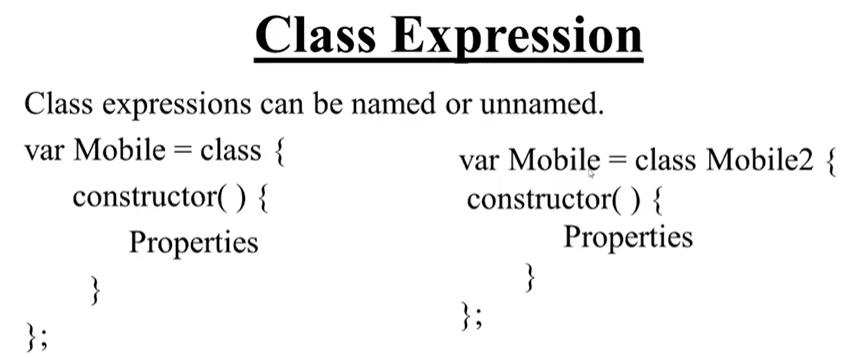 Class Expression
Class expressions can be named or unnamed.
var Mobile = class {
constructor( ) {
Properties
}
};
var Mobile = class Mobile2 {
constructor( ) {
Properties
}
};